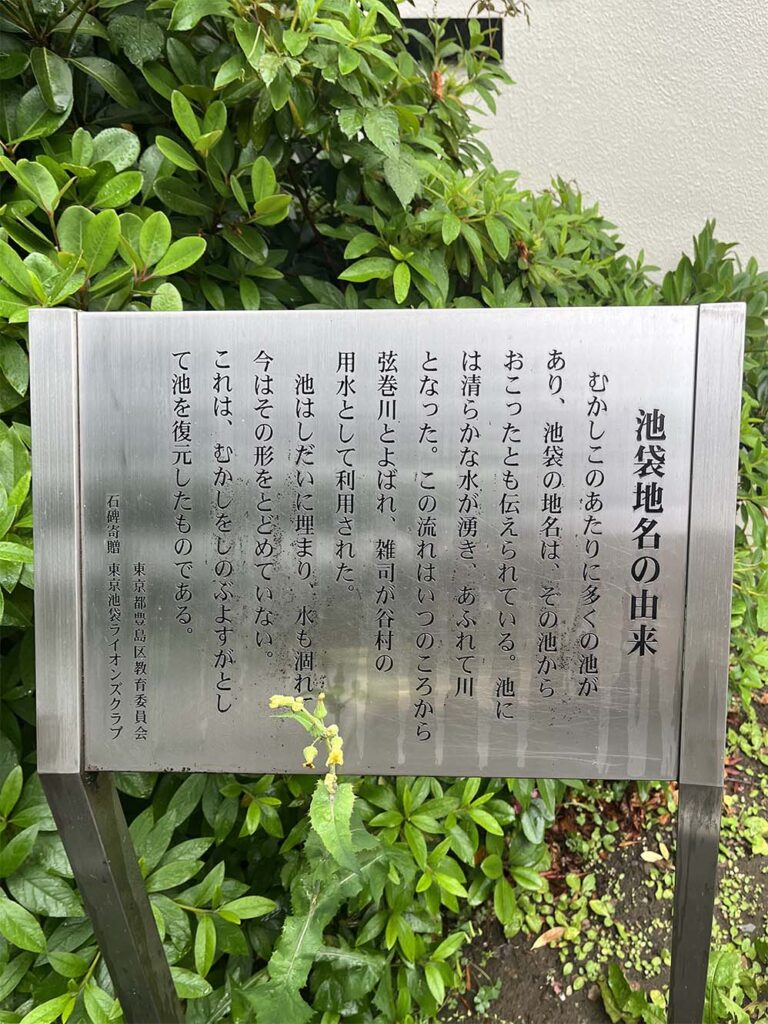 池袋地名の由来
むかしこのあたりに多くの池が
あり、池袋の地名は、その池から
おこったとも伝えられている。池に
は清らかな水が湧き、あふれて川
となった。この流れはいつのころから
弦巻川とよばれ、雑司が谷村の
用水として利用された。
池はしだいに埋まり、水も涸れ
今はその形をとどめていない。
これは、むかしをしのぶよすがとし
て池を復元したものである。
東京都豊島区教育委員会
石碑寄贈 東京池袋ライオンズクラブ